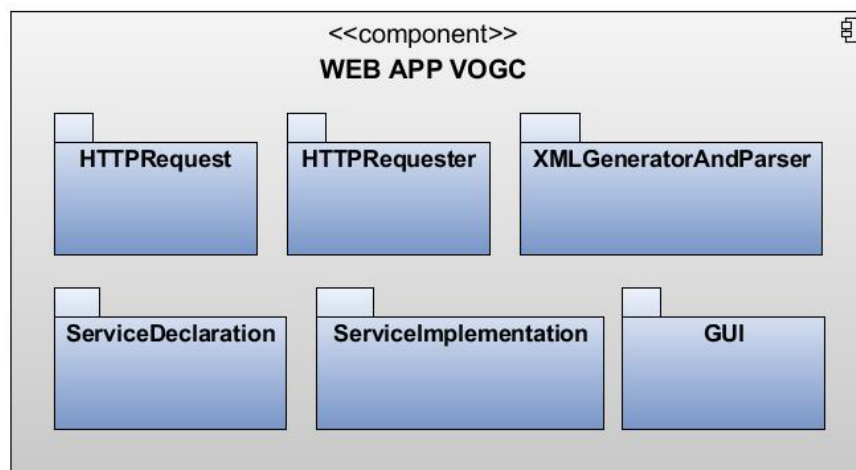 <<component>>
WEB APP VOGC
HTTPRequest
HTTPRequester
XMLGeneratorAndParser
ServiceDeclaration
ServiceImplementation
GUI